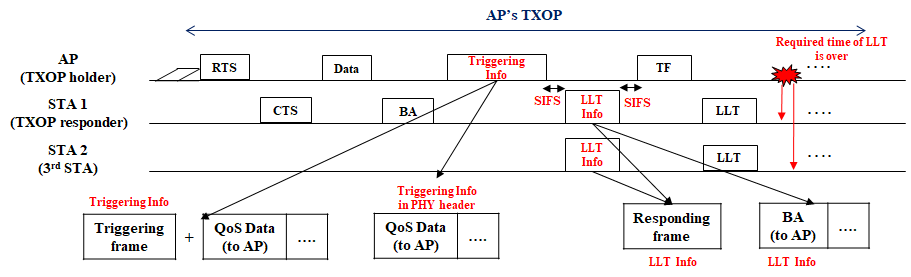 AP's TXOP
Required time of LLT
is over
AP
(TXOP holder)
RTS
Data
Triggering
Info
TF
....
SIFS
SIFS
STA 1
(TXOP responder)
CTS
BA
LLT
Info
LLT
....
STA 2
(3rd STA)
LLT
Info
LLT
....
Triggering Info
Triggering Info
in PHY header
Triggering
frame
+
QoS Data
(to AP)
....
QoS Data
(to AP)
....
Responding
frame
BA
(to AP)
....
LLT Info
LLT Info